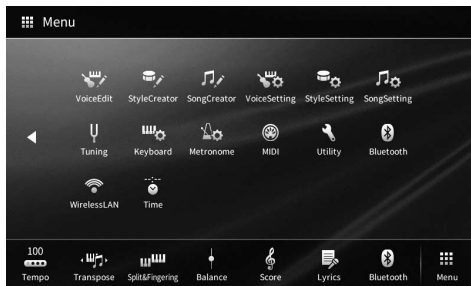 Menu
VoiceEdit StyleCreator SongCreator VoiceSetting StyleSetting SongSetting
Tuning Keyboard Metronome MIDI Utility Bluetooth
--:--
WirelessLAN Time
100
Tempo Transpose Split&Fingering Balance Score Lyrics Bluetooth Menu